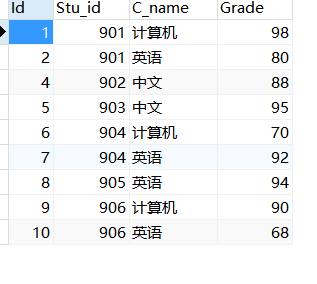 Id Stu_id C_name Grade
1 901 计算机 98
2 901 英语 80
4 902 中文 88
5 903 中文 95
6 904 计算机 70
7 904 英语 92
8 905 英语 94
9 906 计算机 90
10 906 英语 68